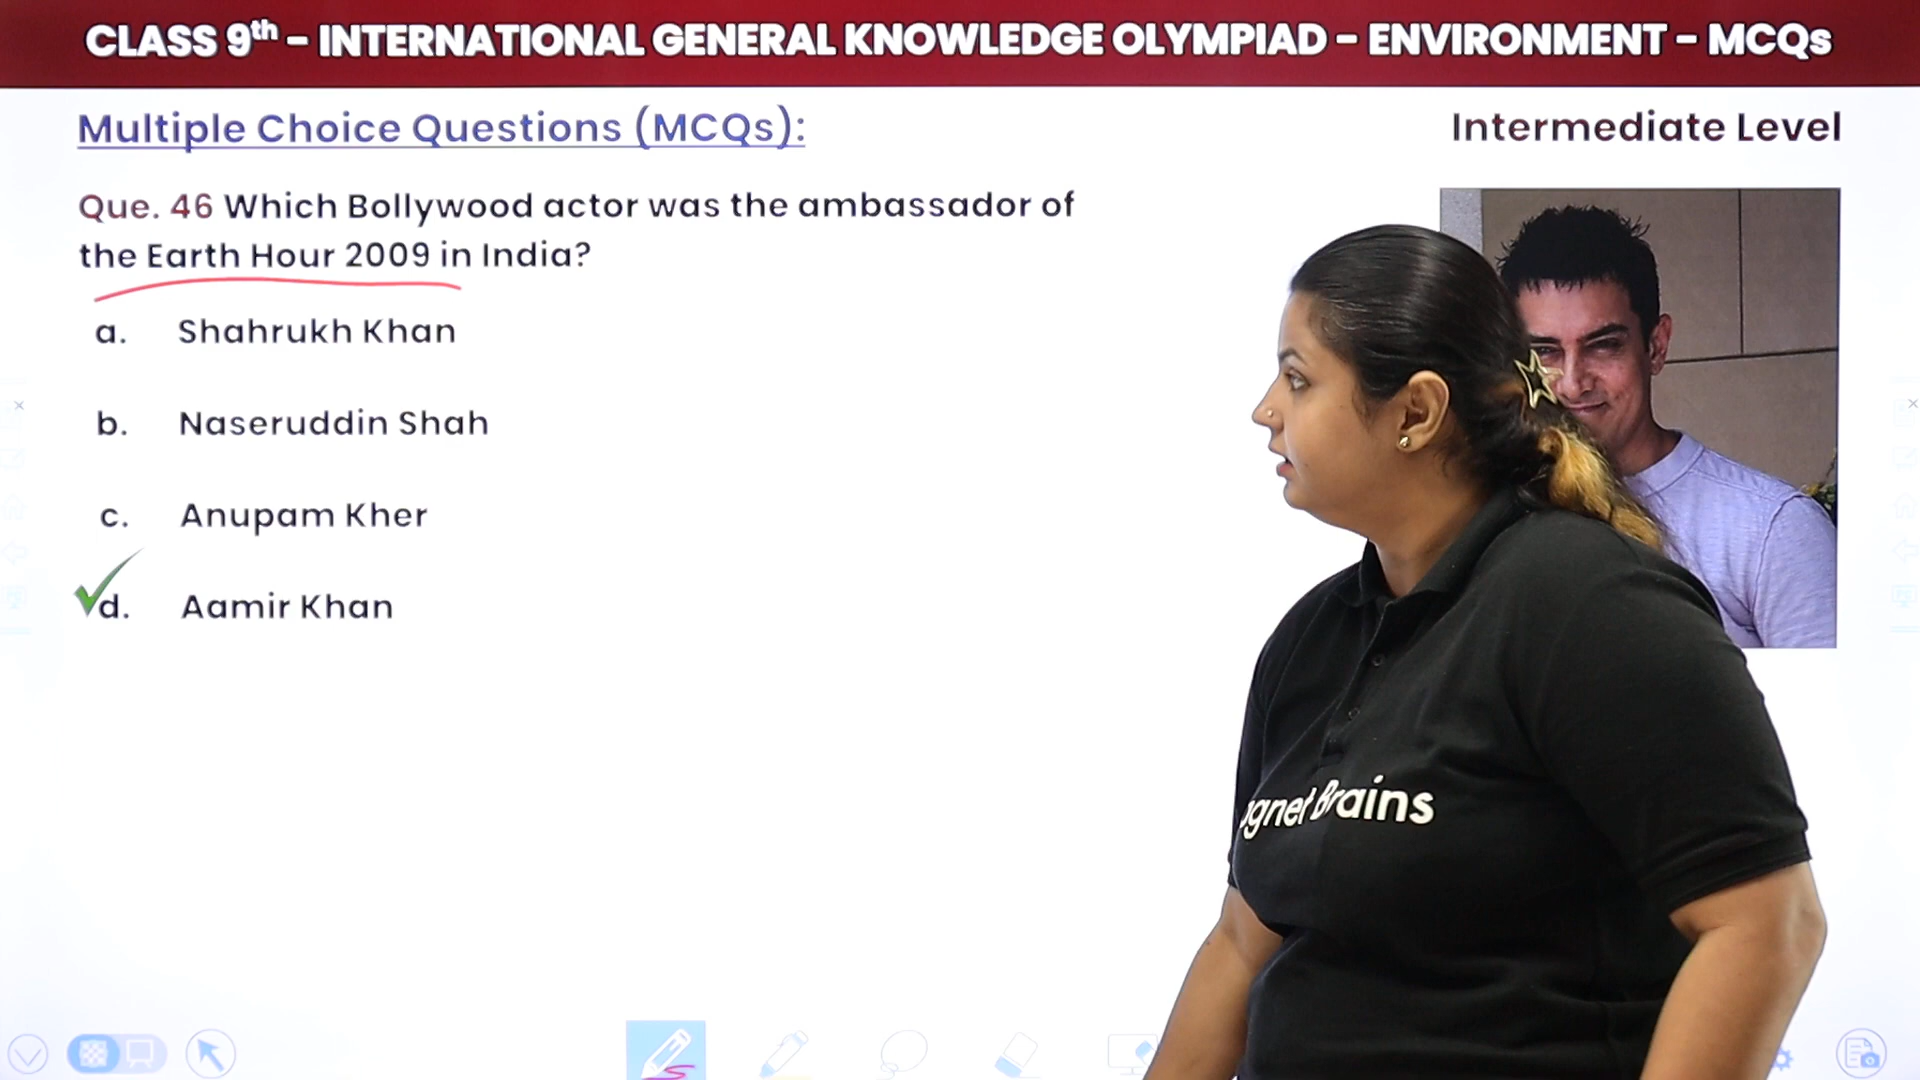 CLASS 9th – INTERNATIONAL GENERAL KNOWLEDGE OLYMPIAD – ENVIRONMENT – MCQs
Multiple Choice Questions (MCQs):
Intermediate Level
Que. 46 Which Bollywood actor was the ambassador of
the Earth Hour 2009 in India?
a. Shahrukh Khan
b. Naseruddin Shah
c. Anupam Kher
d. Aamir Khan
Brains